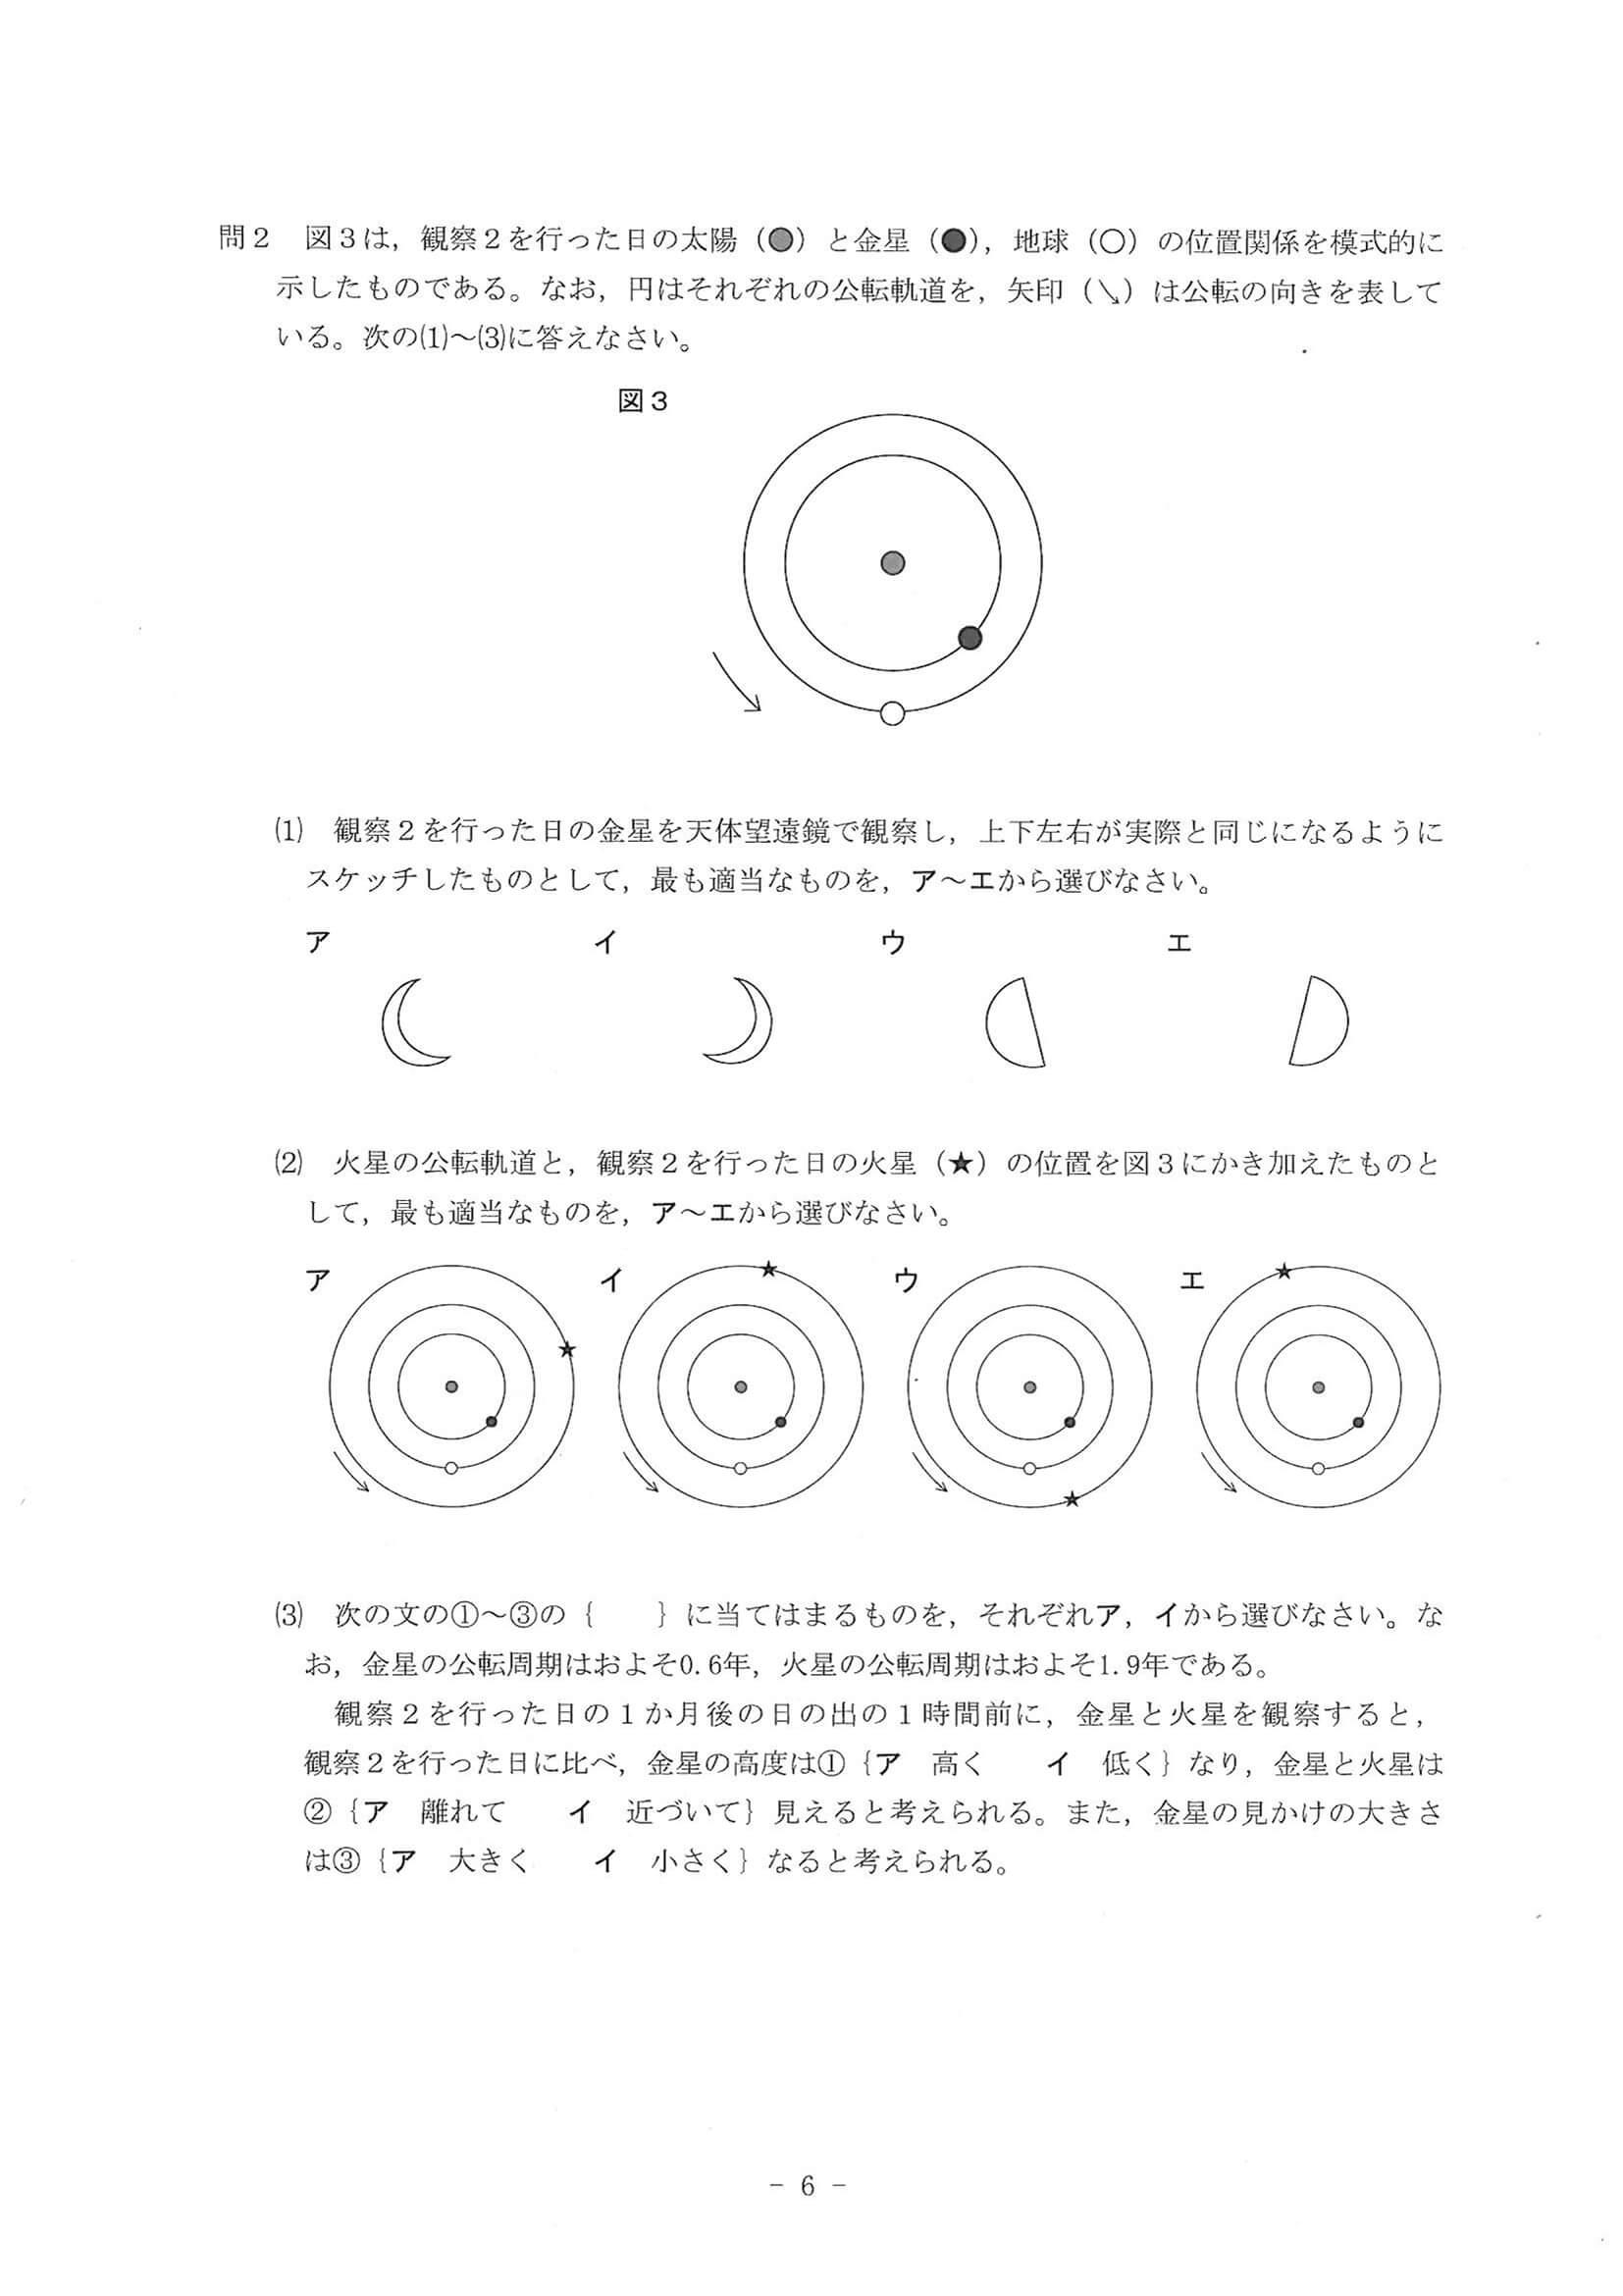 問2 図3は,観察2を行った日の太陽(●)と金星(●),地球(○)の位置関係を模式的に
示したものである。なお,円はそれぞれの公転軌道を,矢印(↘)は公転の向きを表して
いる。次の(1)~(3)に答えなさい。
図3
(1) 観察2を行った日の金星を天体望遠鏡で観察し,上下左右が実際と同じになるように
スケッチしたものとして,最も適当なものを,ア~エから選びなさい。
ア イ ウ エ
(2) 火星の公転軌道と,観察2を行った日の火星(★)の位置を図3にかき加えたものと
して,最も適当なものを,ア~エから選びなさい。
ア イ ウ エ
(3) 次の文の①~③の{ }に当てはまるものを,それぞれア,イから選びなさい。な
お,金星の公転周期はおよそ0.6年,火星の公転周期はおよそ1.9年である。
観察2を行った日の1か月後の日の出の1時間前に,金星と火星を観察すると,
観察2を行った日に比べ,金星の高度は①{ア 高く イ 低く}なり,金星と火星は
②{ア 離れて イ 近づいて}見えると考えられる。また,金星の見かけの大きさ
は③{ア 大きく イ 小さく}なると考えられる。
- 6 -